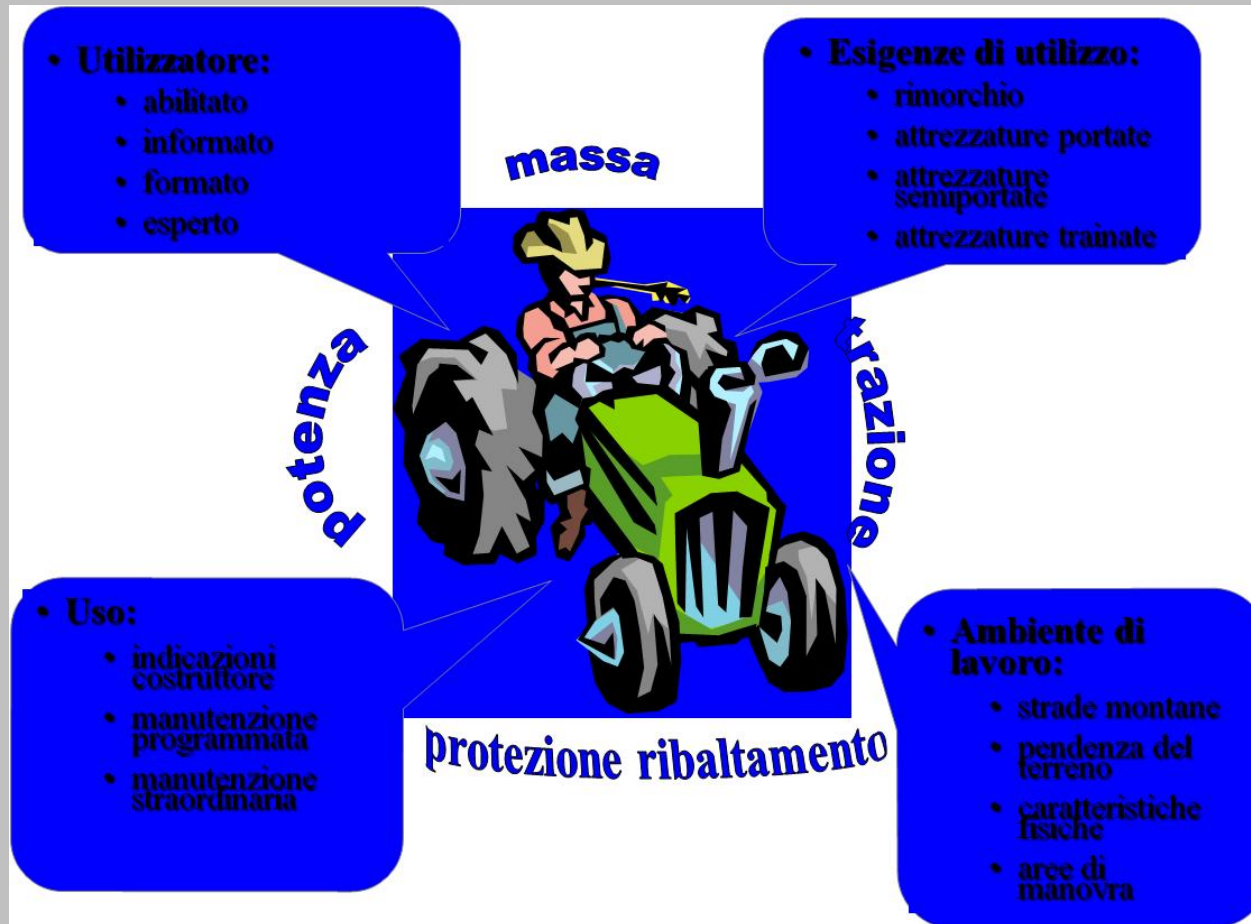 • Utilizzatore:
• abilitato
• informato
• formato
• esperto
• Esigenze di utilizzo:
• rimorchio
• attrezzature portate
• attrezzature
semiportate
• attrezzature trainate
massa
potenza
trazione
• Uso:
• indicazioni
costruttore
• manutenzione
programmata
• manutenzione
straordinaria
• Ambiente di
lavoro:
• strade montane
• pendenza del
terreno
• caratteristiche
fisiche
• aree di
manovra
protezione ribaltamento